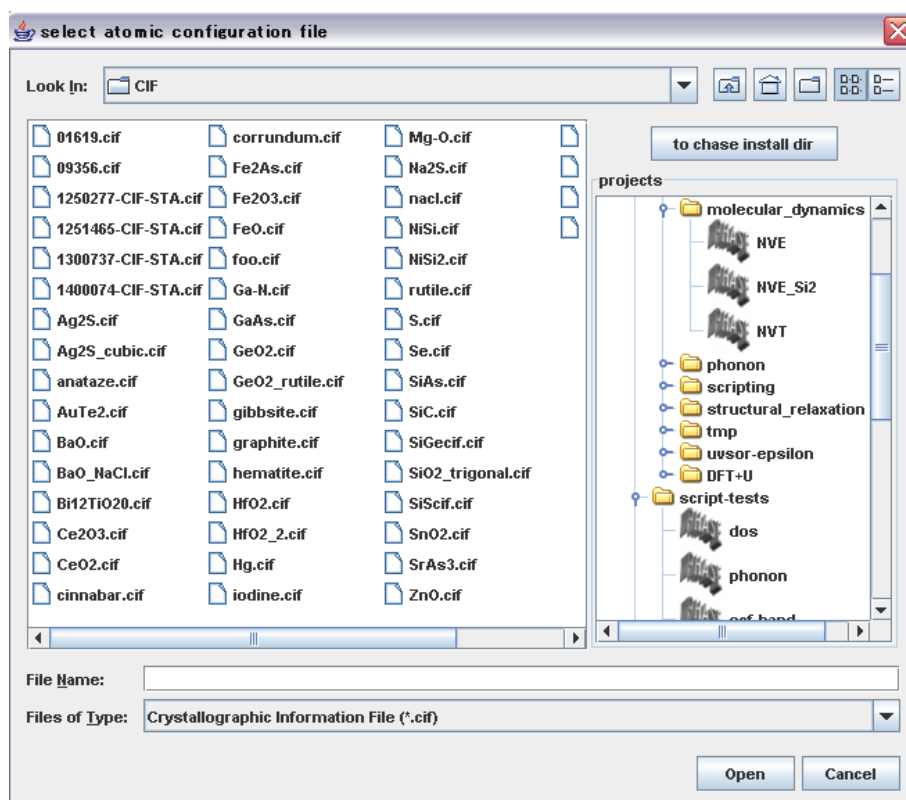 select atomic configuration file
Look In: CIF
01619.cif
09356.cif
1250277-CIF-STA.cif
1251465-CIF-STA.cif
1300737-CIF-STA.cif
1400074-CIF-STA.cif
Ag2S.cif
Ag2S_cubic.cif
anataze.cif
AuTe2.cif
BaO.cif
BaO_NaCl.cif
Bi12TiO20.cif
Ce2O3.cif
CeO2.cif
cinnabar.cif
corrundum.cif
Fe2As.cif
Fe2O3.cif
FeO.cif
foo.cif
Ga-N.cif
GaAs.cif
GeO2.cif
GeO2_rutile.cif
gibbsite.cif
graphite.cif
hematite.cif
HfO2.cif
HfO2_2.cif
Hg.cif
iodine.cif
Mg-O.cif
Na2S.cif
nacl.cif
NiSi.cif
NiSi2.cif
rutile.cif
S.cif
Se.cif
SiAs.cif
SiC.cif
SiGecif.cif
SiO2_trigonal.cif
SiScif.cif
SnO2.cif
SrAs3.cif
ZnO.cif
to chase install dir
projects
molecular_dynamics
NVE
NVE_Si2
NVT
phonon
scripting
structural_relaxation
tmp
uvsor-epsilon
DFT+U
script-tests
dos
phonon
File Name:
Files of Type: Crystallographic Information File (*.cif)
Open Cancel